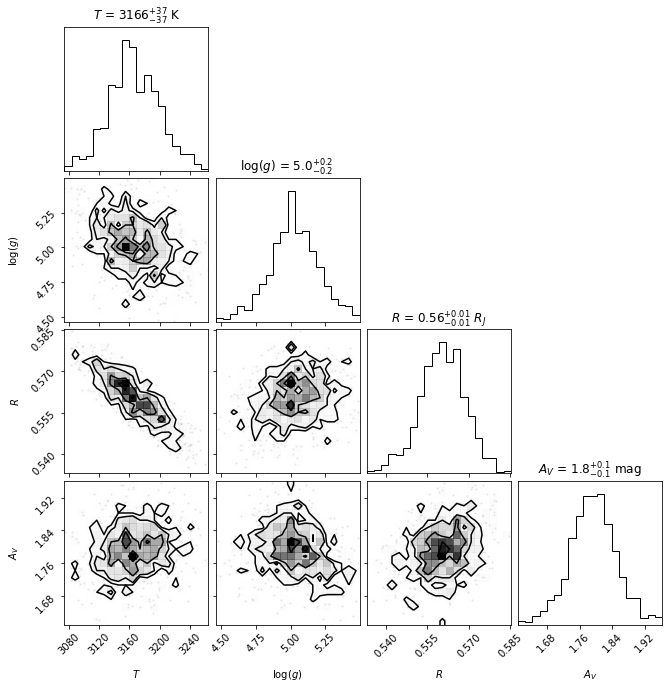 T = 3166⁺³⁷₋₃₇ K
log(g) = 5.0⁺⁰·²₋₀.₂
5.25
5.00
4.75
4.50
log(g)
R = 0.56⁺⁰·⁰¹₋₀.₀₁ R_J
0.585
0.570
0.555
0.540
R
A_V = 1.8⁺⁰·¹₋₀.₁ mag
1.92
1.84
1.76
1.68
A_V
3080 3120 3160 3200 3240
4.50 4.75 5.00 5.25
0.540 0.555 0.570 0.585
1.68 1.76 1.84 1.92
T log(g) R A_V